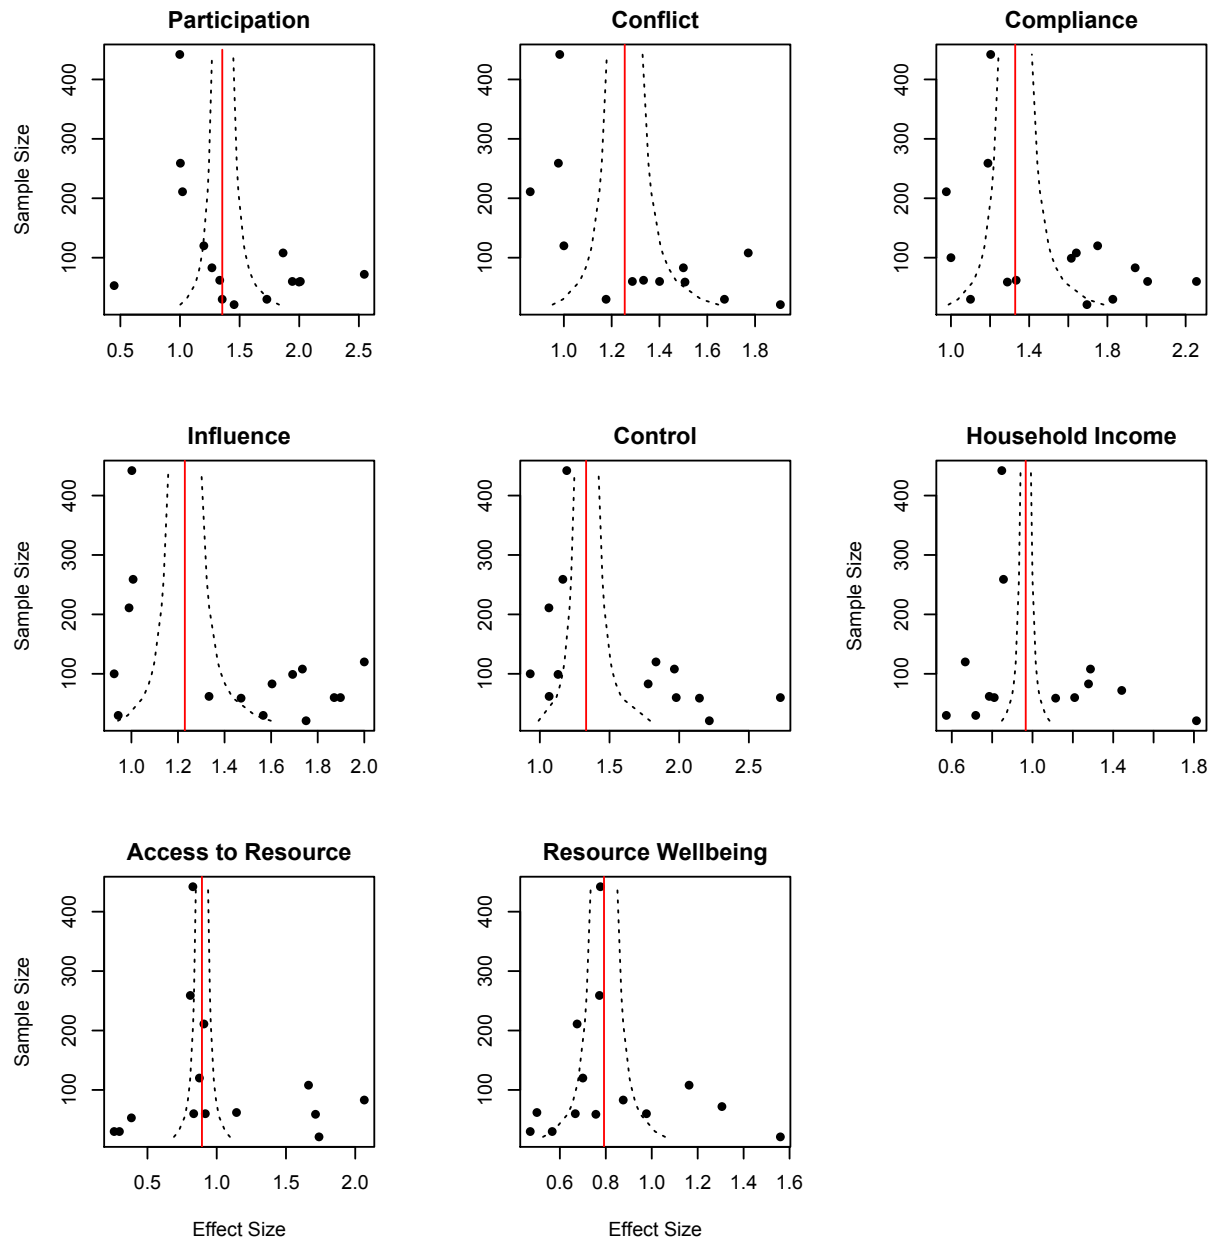 Participation
Conflict
Compliance
Sample Size
400
300
200
100
0.5 1.0 1.5 2.0 2.5
400
300
200
100
1.0 1.2 1.4 1.6 1.8
400
300
200
100
1.0 1.4 1.8 2.2
Influence
Control
Household Income
Sample Size
400
300
200
100
1.0 1.2 1.4 1.6 1.8 2.0
400
300
200
100
1.0 1.5 2.0 2.5
Sample Size
400
300
200
100
0.6 1.0 1.4 1.8
Access to Resource
Resource Wellbeing
Sample Size
400
300
200
100
0.5 1.0 1.5 2.0
Effect Size
400
300
200
100
0.6 0.8 1.0 1.2 1.4 1.6
Effect Size